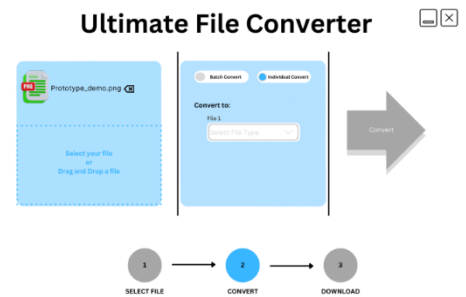 Ultimate File Converter
PNG
Prototype_demo.png
Select your file
or
Drag and Drop a file
Batch Convert
Individual Convert
Convert to:
File 1
Select File Type
Convert
1
2
3
SELECT FILE
CONVERT
DOWNLOAD